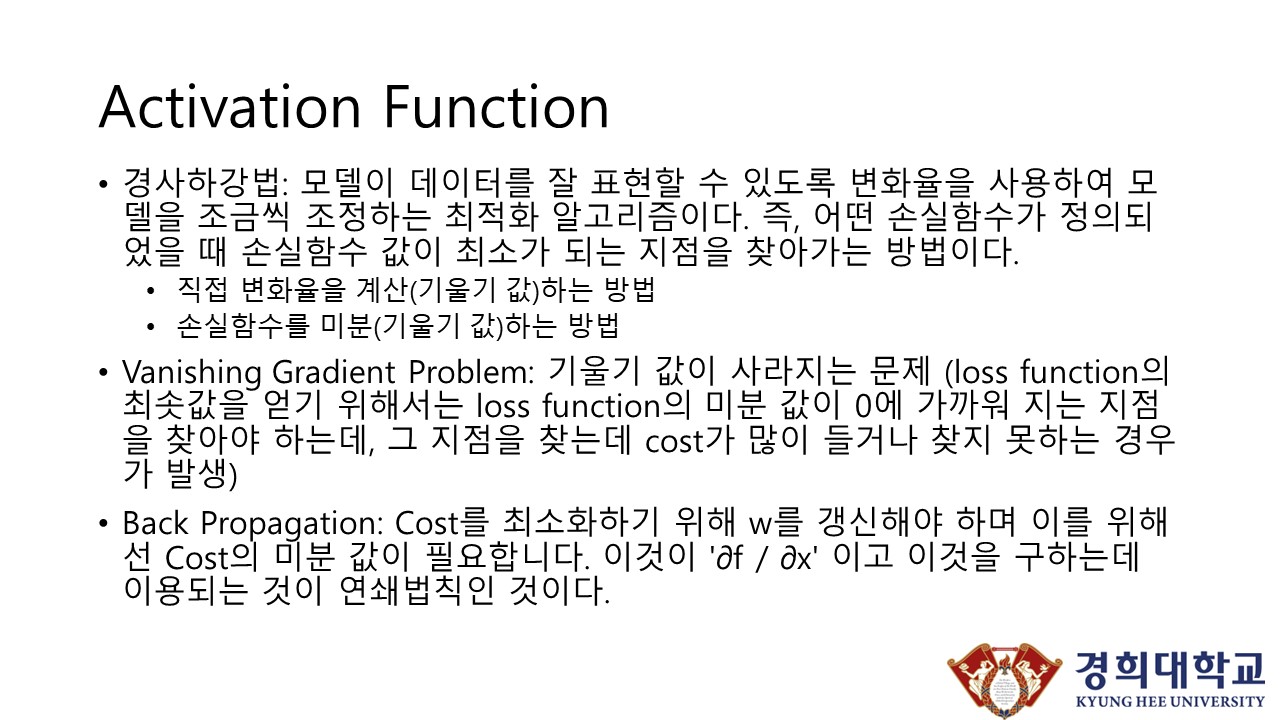 Activation Function
• 경사하강법: 모델이 데이터를 잘 표현할 수 있도록 변화율을 사용하여 모
델을 조금씩 조정하는 최적화 알고리즘이다. 즉, 어떤 손실함수가 정의되
었을 때 손실함수 값이 최소가 되는 지점을 찾아가는 방법이다.
• 직접 변화율을 계산(기울기 값)하는 방법
• 손실함수를 미분(기울기 값)하는 방법
• Vanishing Gradient Problem: 기울기 값이 사라지는 문제 (loss function의
최솟값을 얻기 위해서는 loss function의 미분 값이 0에 가까워 지는 지점
을 찾아야 하는데, 그 지점을 찾는데 cost가 많이 들거나 찾지 못하는 경우
가 발생)
• Back Propagation: Cost를 최소화하기 위해 w를 갱신해야 하며 이를 위해
선 Cost의 미분 값이 필요합니다. 이것이 '∂f / ∂x' 이고 이것을 구하는데
이용되는 것이 연쇄법칙인 것이다.
경희대학교
KYUNG HEE UNIVERSITY